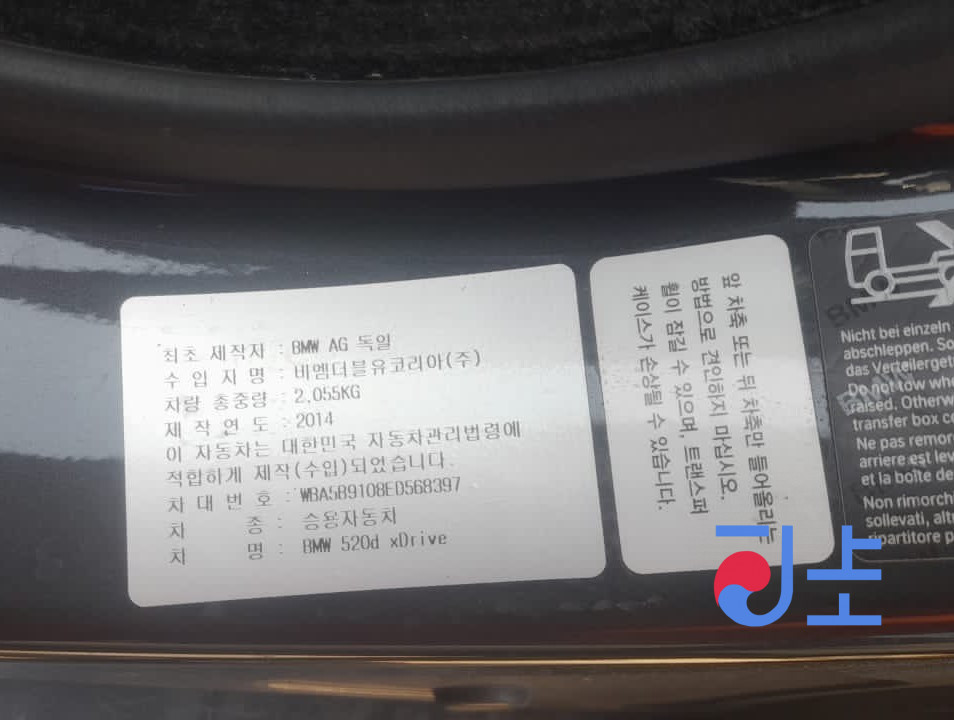 최초 제작자 : BMW AG 독일
수 입 자 명 : 비엠더블유코리아(주)
차량 총중량 : 2,055KG
제 작 연 도 : 2014
이 자동차는 대한민국 자동차관리법령에
적합하게 제작(수입)되었습니다.
차 대 번 호 : WBA5B9108ED568397
차 종 : 승용자동차
차 명 : BMW 520d xDrive
앞 차축 또는 뒤 차축만 들어올리는
방법으로 견인하지 마십시오.
휠이 잠길 수 있으며, 트랜스퍼
케이스가 손상될 수 있습니다.
Nicht bei einzeln
abschleppen. So
das Verteilerget
Do not tow whe
raised. Otherw
transfer box co
Ne pas remor
arriere est lev
et la boîte de
Non rimorch
sollevati, altr
ripartitore p
BMW
BMW